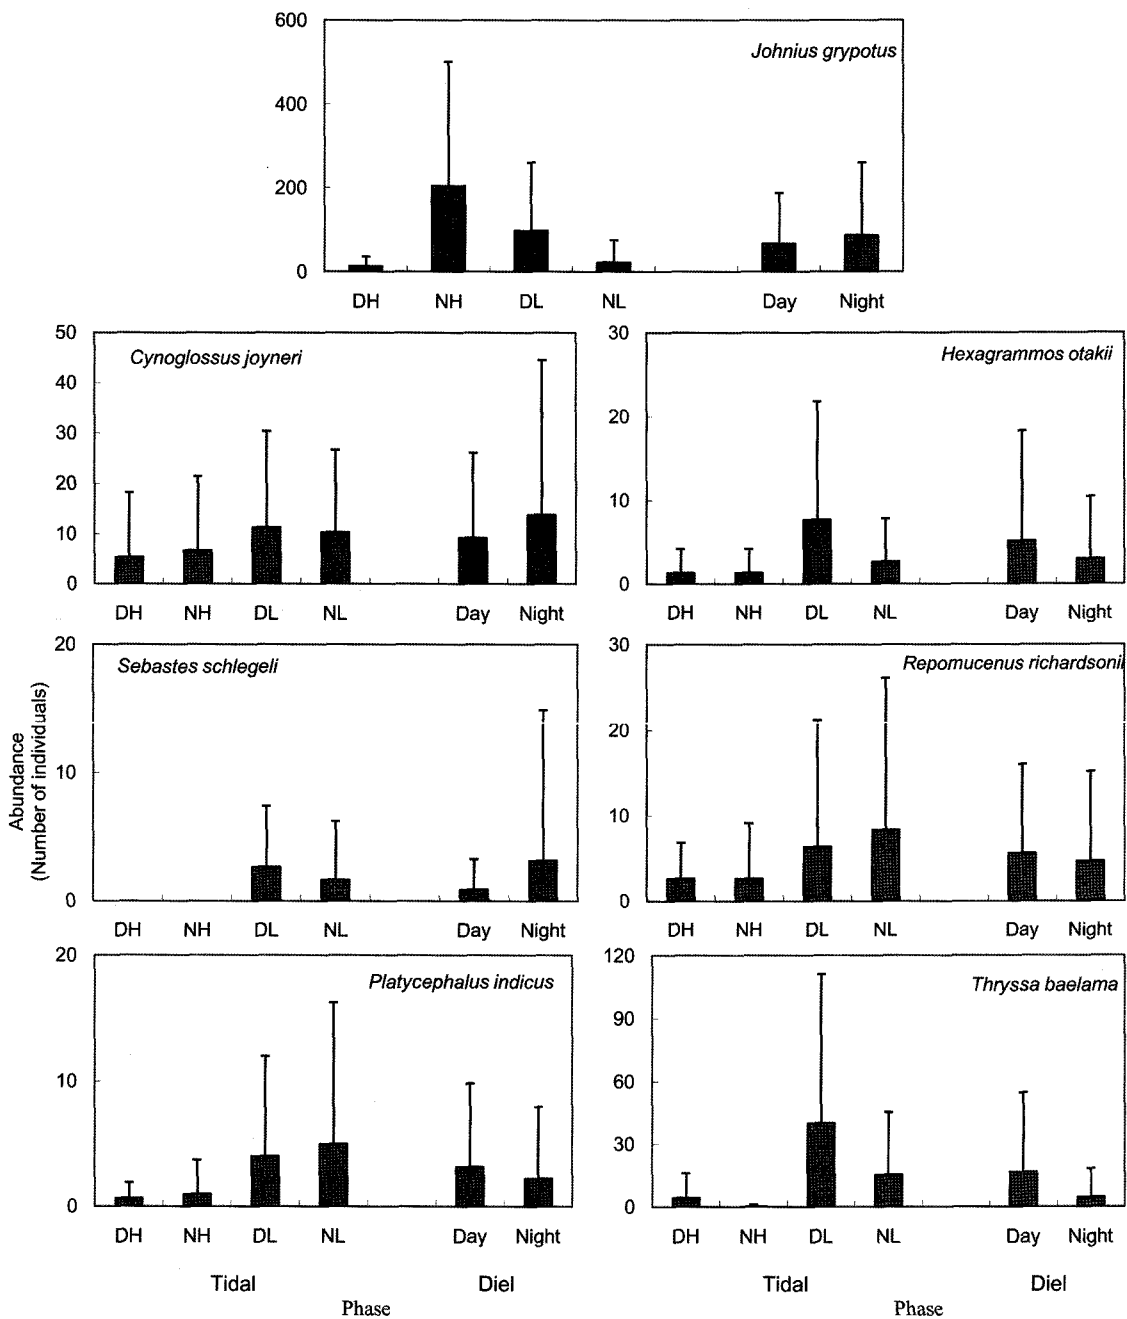 600
Johnius grypotus
400
200
0
DH NH DL NL Day Night
50
Cynoglossus joyneri
40
30
20
10
0
DH NH DL NL Day Night
30
Hexagrammos otakii
20
10
0
DH NH DL NL Day Night
Abundance
(Number of individuals)
20
Sebastes schlegeli
10
0
DH NH DL NL Day Night
30
Repomucenus richardsonii
20
10
0
DH NH DL NL Day Night
20
Platycephalus indicus
10
0
DH NH DL NL Day Night
Tidal Diel
Phase
120
Thryssa baelama
90
60
30
0
DH NH DL NL Day Night
Tidal Diel
Phase